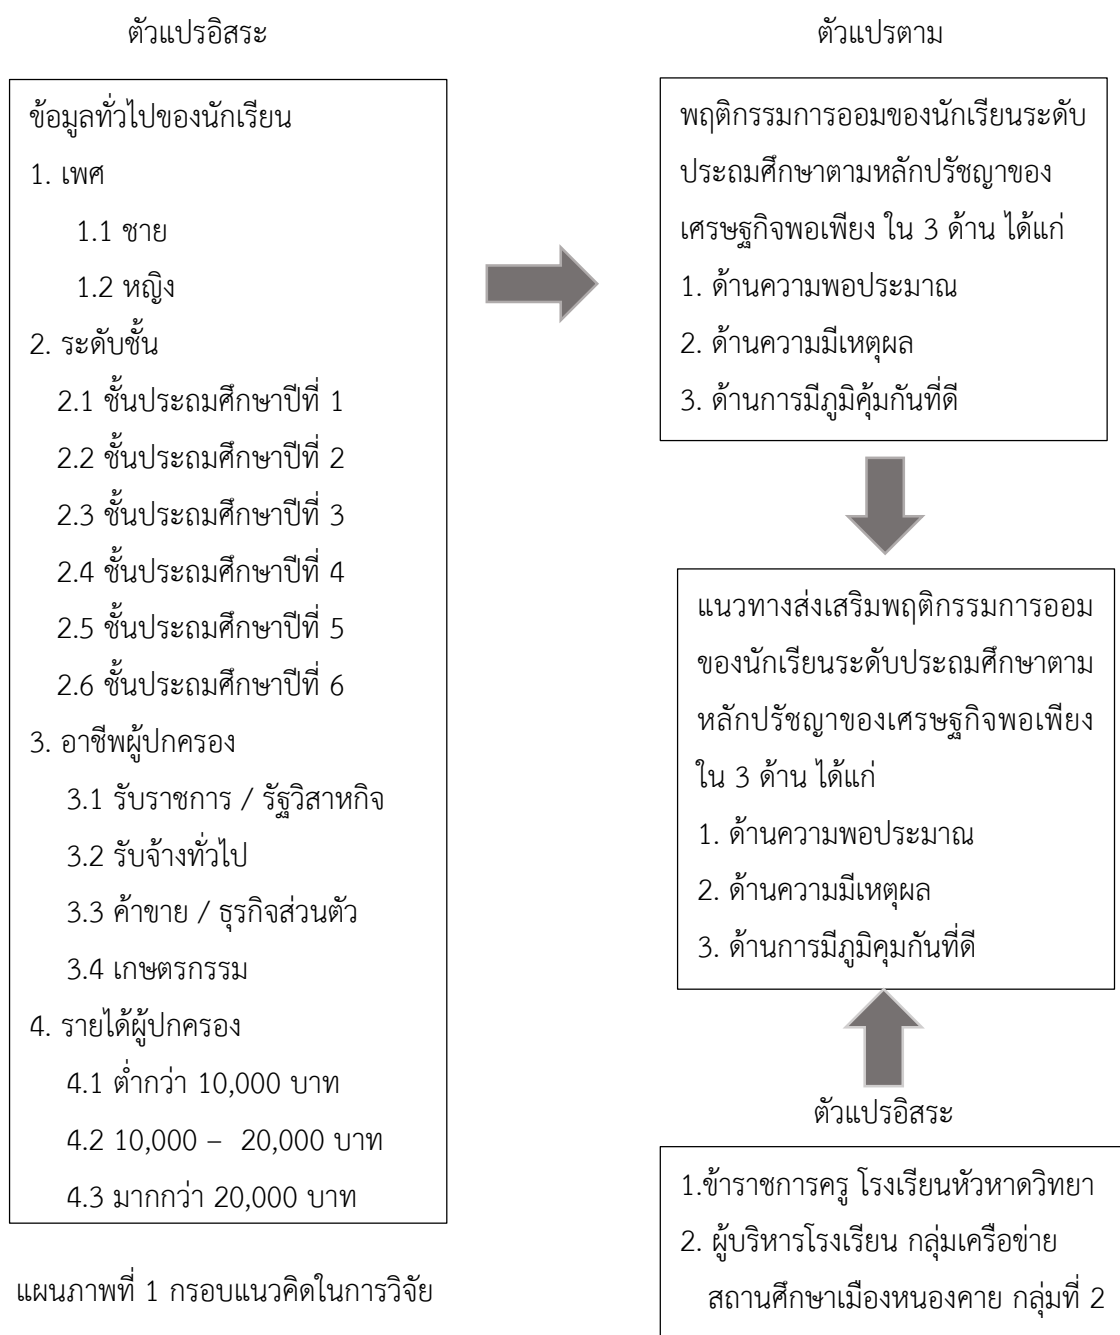 ตัวแปรอิสระ
ข้อมูลทั่วไปของนักเรียน
1. เพศ
1.1 ชาย
1.2 หญิง
2. ระดับชั้น
2.1 ชั้นประถมศึกษาปีที่ 1
2.2 ชั้นประถมศึกษาปีที่ 2
2.3 ชั้นประถมศึกษาปีที่ 3
2.4 ชั้นประถมศึกษาปีที่ 4
2.5 ชั้นประถมศึกษาปีที่ 5
2.6 ชั้นประถมศึกษาปีที่ 6
3. อาชีพผู้ปกครอง
3.1 รับราชการ / รัฐวิสาหกิจ
3.2 รับจ้างทั่วไป
3.3 ค้าขาย / ธุรกิจส่วนตัว
3.4 เกษตรกรรม
4. รายได้ผู้ปกครอง
4.1 ต่ำกว่า 10,000 บาท
4.2 10,000 – 20,000 บาท
4.3 มากกว่า 20,000 บาท
ตัวแปรตาม
พฤติกรรมการออมของนักเรียนระดับ
ประถมศึกษาตามหลักปรัชญาของ
เศรษฐกิจพอเพียง ใน 3 ด้าน ได้แก่
1. ด้านความพอประมาณ
2. ด้านความมีเหตุผล
3. ด้านการมีภูมิคุ้มกันที่ดี
แนวทางส่งเสริมพฤติกรรมการออม
ของนักเรียนระดับประถมศึกษาตาม
หลักปรัชญาของเศรษฐกิจพอเพียง
ใน 3 ด้าน ได้แก่
1. ด้านความพอประมาณ
2. ด้านความมีเหตุผล
3. ด้านการมีภูมิคุมกันที่ดี
ตัวแปรอิสระ
1.ข้าราชการครู โรงเรียนหัวหาดวิทยา
2. ผู้บริหารโรงเรียน กลุ่มเครือข่าย
สถานศึกษาเมืองหนองคาย กลุ่มที่ 2
แผนภาพที่ 1 กรอบแนวคิดในการวิจัย